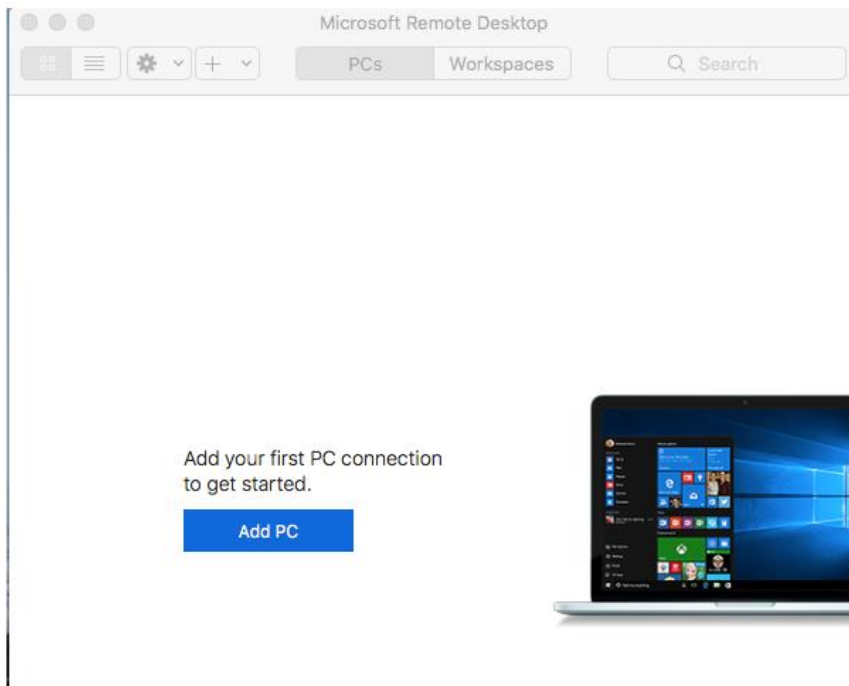 Microsoft Remote Desktop
PCs
Workspaces
Search
Add your first PC connection
to get started.
Add PC